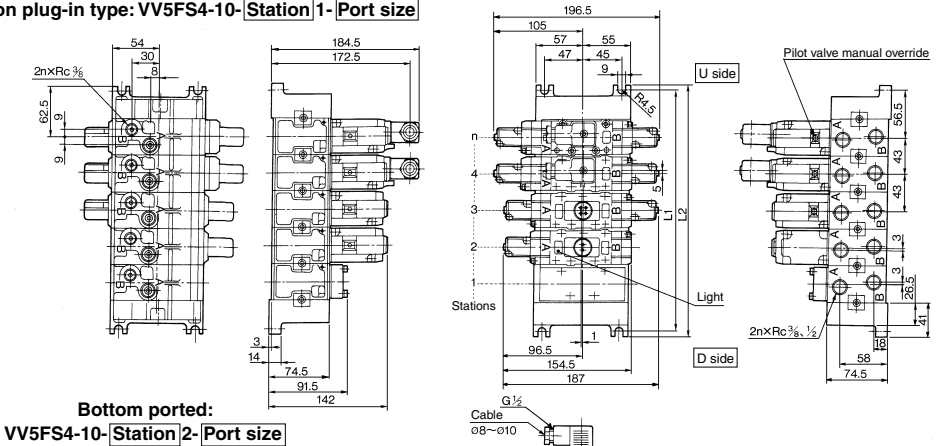 on plug-in type: VV5FS4-10- Station 1- Port size
54
30
8
2n×Rc 3/8
62.5
9
9
B
A
B
A
B
A
B
A
B
A
184.5
172.5
3
14
74.5
91.5
142
196.5
105
57
55
47
45
9
R4.5
U side
n
4
3
2
1
Stations
A
B
A
B
A
B
A
B
5
L1
L2
Light
1
96.5
154.5
187
D side
Pilot valve manual override
A
B
A
B
A
B
A
B
A
B
56.5
43
43
3
3
26.5
41
18
58
74.5
2n×Rc 3/8, 1/2
Bottom ported:
VV5FS4-10- Station 2- Port size
G 1/2
Cable
ø8~ø10